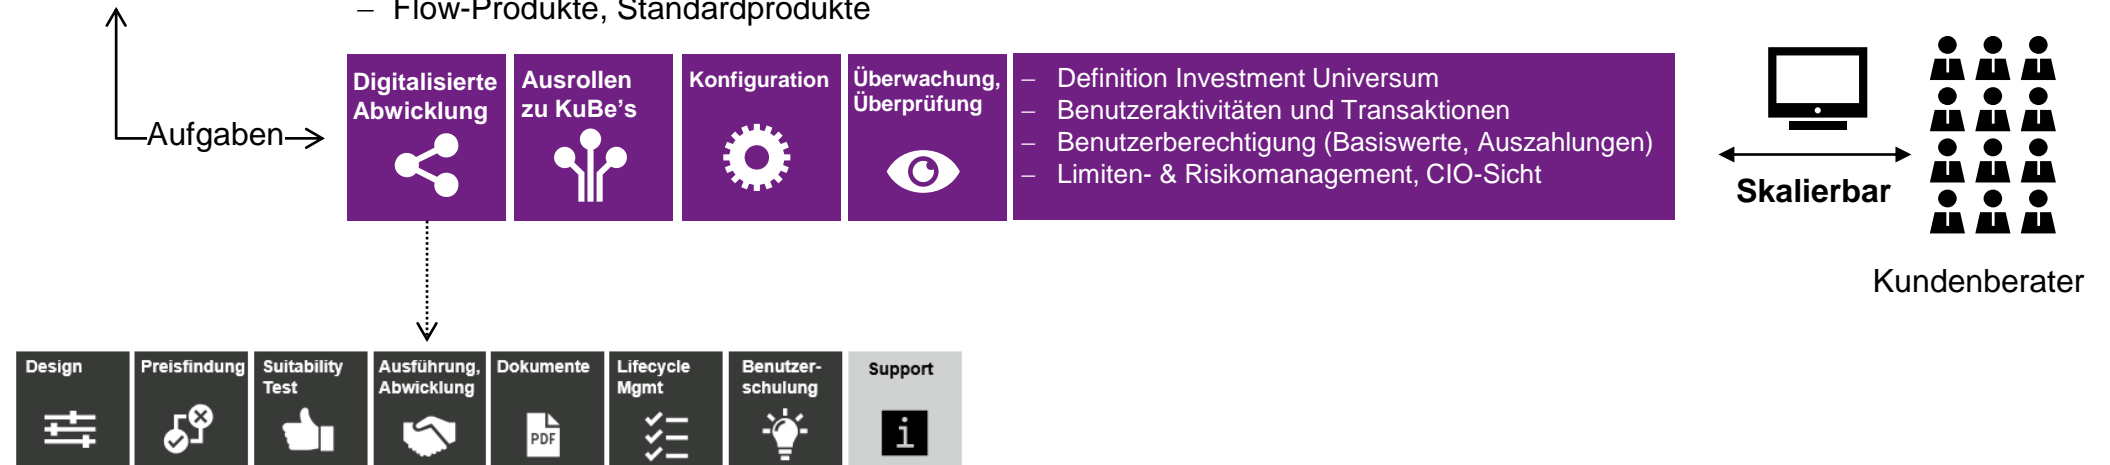 – Flow-Produkte, Standardprodukte
Aufgaben
Digitalisierte
Abwicklung
Ausrollen
zu KuBe's
Konfiguration
Überwachung,
Überprüfung
– Definition Investment Universum
– Benutzeraktivitäten und Transaktionen
– Benutzerberechtigung (Basiswerte, Auszahlungen)
– Limiten- & Risikomanagement, CIO-Sicht
Skalierbar
Kundenberater
Design
Preisfindung
Suitability
Test
Ausführung,
Abwicklung
Dokumente
PDF
Lifecycle
Mgmt
Benutzer-
schulung
Support
i